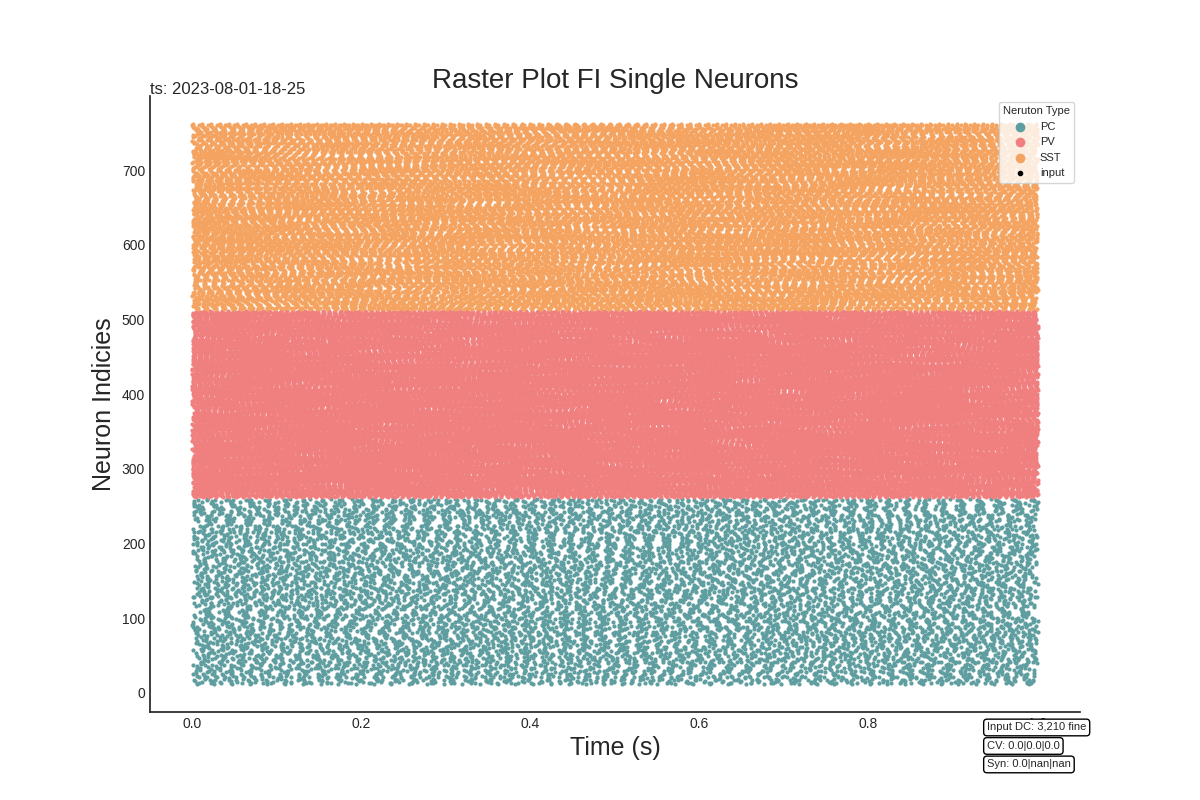 Raster Plot FI Single Neurons
ts: 2023-08-01-18-25
Neruton Type
PC
PV
SST
input
Neuron Indicies
700
600
500
400
300
200
100
0
0.0
0.2
0.4
0.6
0.8
Time (s)
Input DC: 3,210 fine
CV: 0.0|0.0|0.0
Syn: 0.0|nan|nan